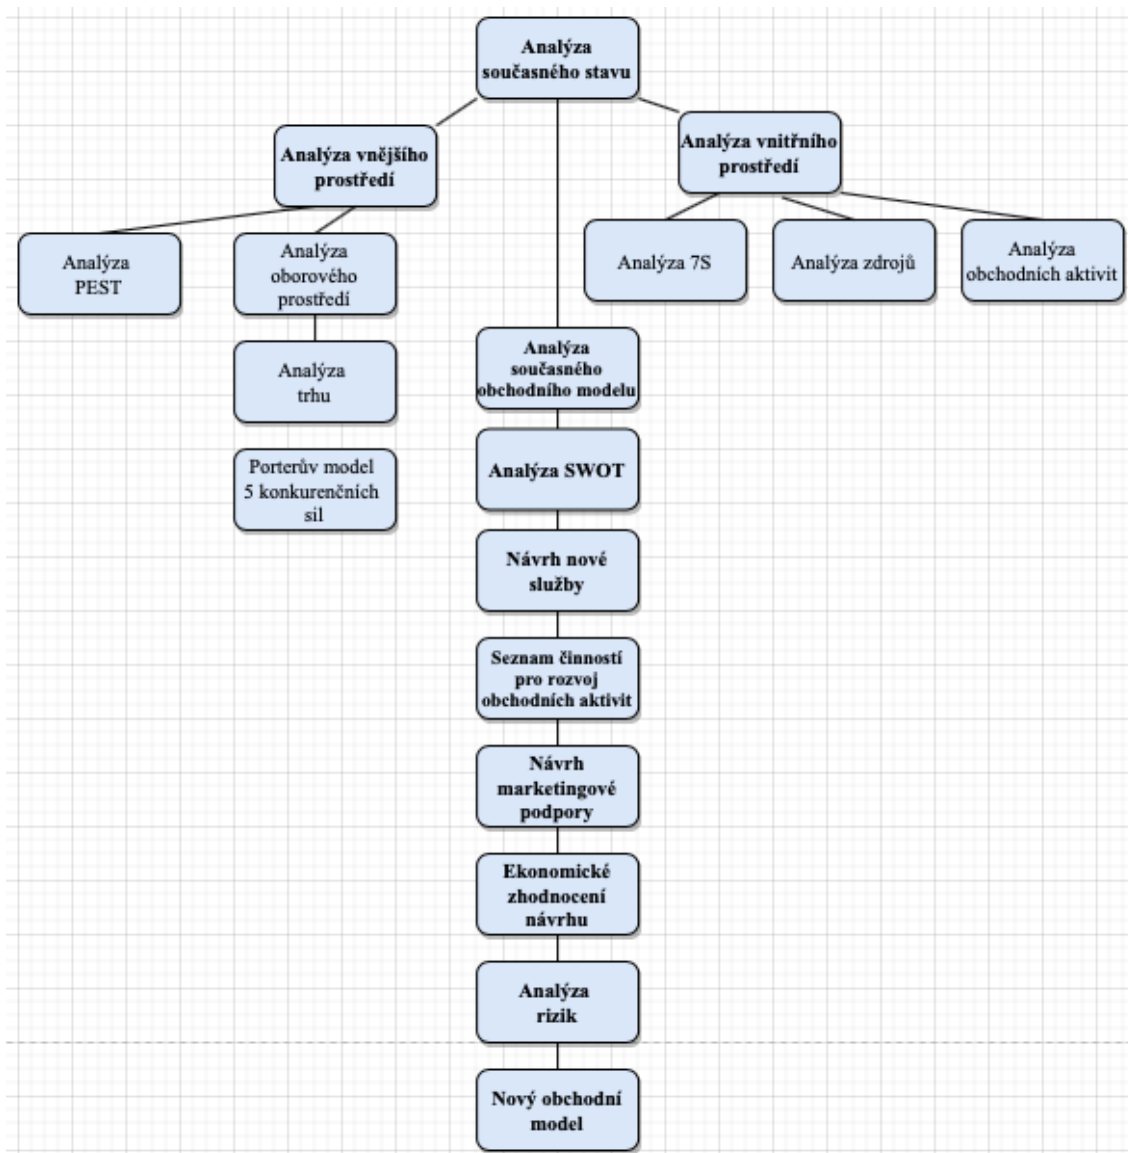 Analýza
současného stavu
Analýza vnějšího
prostředí
Analýza vnitřního
prostředí
Analýza
PEST
Analýza
oborového
prostředí
Analýza 7S
Analýza zdrojů
Analýza
obchodních aktivit
Analýza
trhu
Porterův model
5 konkurenčních
sil
Analýza
současného
obchodního modelu
Analýza SWOT
Návrh nové
služby
Seznam činností
pro rozvoj
obchodních aktivit
Návrh
marketingové
podpory
Ekonomické
zhodnocení
návrhu
Analýza
rizik
Nový obchodní
model